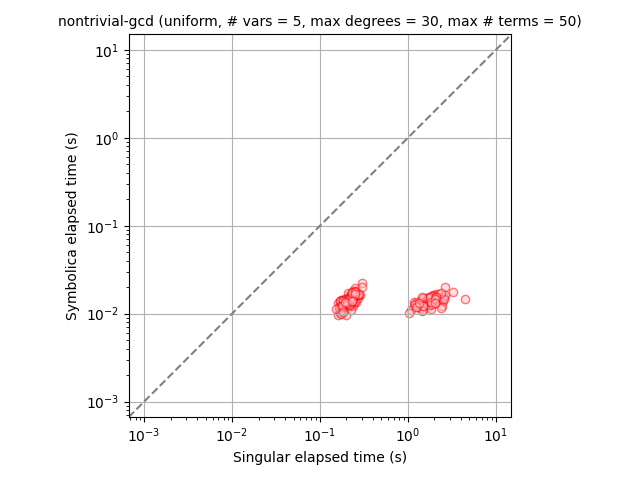 nontrivial-gcd (uniform, # vars = 5, max degrees = 30, max # terms = 50)
Symbolica elapsed time (s)
10¹
10⁰
10⁻¹
10⁻²
10⁻³
10⁻³ 10⁻² 10⁻¹ 10⁰ 10¹
Singular elapsed time (s)